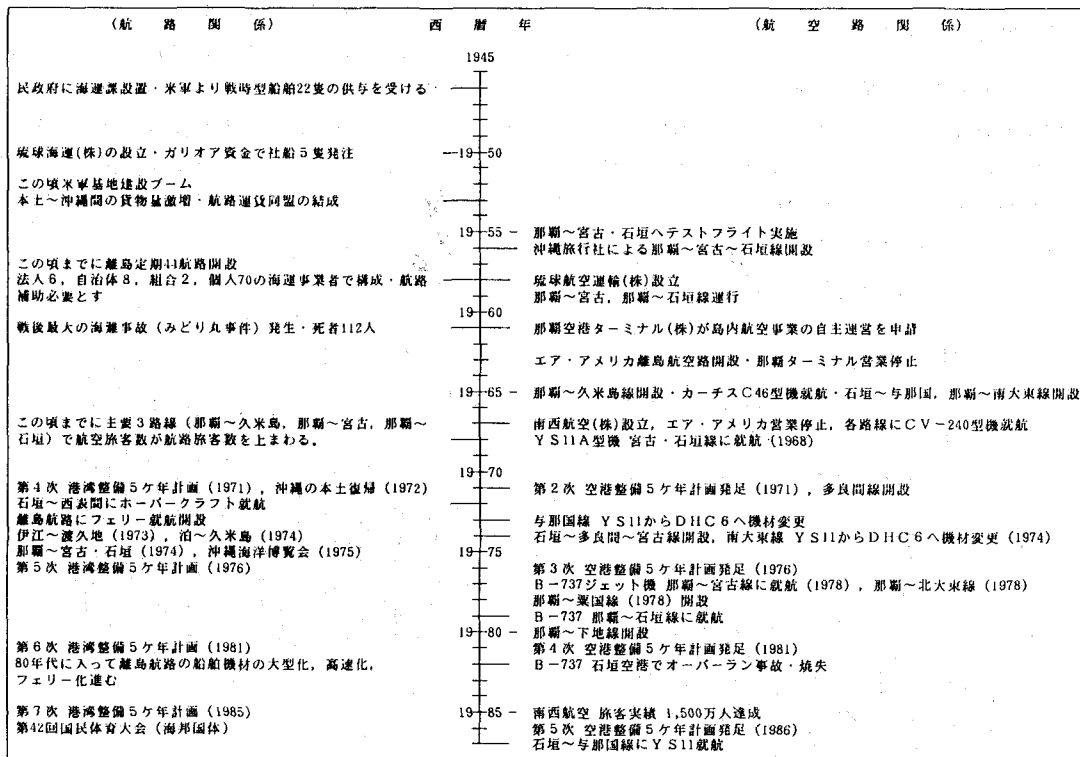 (航路関係) 西暦年 (航空路関係)
1945
民政府に海運課設置・米軍より戦時型船舶22隻の供与を受ける
琉球海運(株)の設立・ガリオア資金で社船5隻発注 19 50
この頃米軍基地建設ブーム
本土〜沖縄間の貨物量激増・航路運賃同盟の結成
19 55 那覇〜宮古・石垣へテストフライト実施
沖縄旅行社による那覇〜宮古〜石垣線開設
この頃までに離島定期44航路開設
法人6,自治体8,組合2,個人70の海運事業者で構成・航路 琉球航空運輸(株)設立
補助必要とす 那覇〜宮古,那覇〜石垣線運行
19 60
戦後最大の海難事故(みどり丸事件)発生・死者112人 那覇空港ターミナル(株)が島内航空事業の自主運営を申請
エア・アメリカ離島航空路開設・那覇ターミナル営業停止
19 65 那覇〜久米島線開設・カーチスC46型機就航・石垣〜与那国,那覇〜南大東線開設
この頃までに主要3路線(那覇〜久米島,那覇〜宮古,那覇〜 南西航空(株)設立,エア・アメリカ営業停止,各路線にCV-240型機就航
石垣)で航空旅客数が航路旅客数を上まわる。 YS11A型機 宮古・石垣線に就航(1968)
19 70
第4次 港湾整備5ケ年計画(1971),沖縄の本土復帰(1972) 第2次 空港整備5ケ年計画発足(1971),多良間線開設
石垣〜西表間にホーバークラフト就航
離島航路にフェリー就航開設 与那国線 YS11からDHC6へ機材変更
伊江〜渡久地(1973),泊〜久米島(1974) 石垣〜多良間〜宮古線開設,南大東線 YS11からDHC6へ機材変更(1974)
那覇〜宮古・石垣(1974),沖縄海洋博覧会(1975) 19 75
第5次 港湾整備5ケ年計画(1976) 第3次 空港整備5ケ年計画発足(1976)
B-737ジェット機 那覇〜宮古線に就航(1978),那覇〜北大東線(1978)
那覇〜粟国線(1978)開設
B-737 那覇〜石垣線に就航
19 80 那覇〜下地線開設
第6次 港湾整備5ケ年計画(1981) 第4次 空港整備5ケ年計画発足(1981)
80年代に入って離島航路の船舶機材の大型化,高速化, B-737 石垣空港でオーバーラン事故・焼失
フェリー化進む
第7次 港湾整備5ケ年計画(1985) 19 85 南西航空 旅客実績 1,500万人達成
第42回国民体育大会(海邦国体) 第5次 空港整備5ケ年計画発足(1986)
石垣〜与那国線にYS11就航